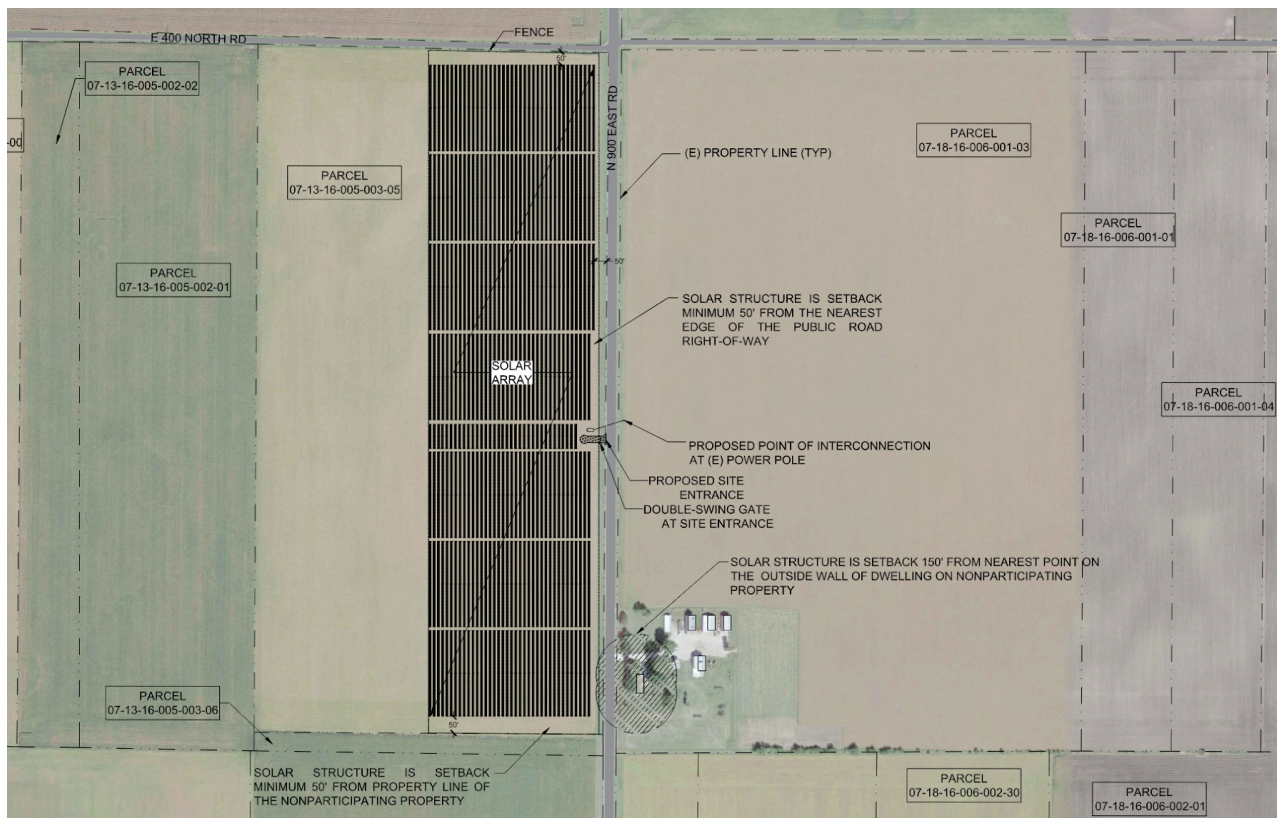 E 400 NORTH RD
FENCE
50'
PARCEL
07-13-16-005-002-02
-00
N 900 EAST RD
PARCEL
07-18-16-006-001-03
(E) PROPERTY LINE (TYP)
PARCEL
07-13-16-005-003-05
PARCEL
07-18-16-006-001-01
PARCEL
07-13-16-005-002-01
50'
SOLAR STRUCTURE IS SETBACK
MINIMUM 50' FROM THE NEAREST
EDGE OF THE PUBLIC ROAD
RIGHT-OF-WAY
SOLAR
ARRAY
PARCEL
07-18-16-006-001-04
PROPOSED POINT OF INTERCONNECTION
AT (E) POWER POLE
PROPOSED SITE
ENTRANCE
DOUBLE-SWING GATE
AT SITE ENTRANCE
SOLAR STRUCTURE IS SETBACK 150' FROM NEAREST POINT ON
THE OUTSIDE WALL OF DWELLING ON NONPARTICIPATING
PROPERTY
PARCEL
07-13-16-005-003-06
50'
SOLAR STRUCTURE IS SETBACK
MINIMUM 50' FROM PROPERTY LINE OF
THE NONPARTICIPATING PROPERTY
PARCEL
07-18-16-006-002-30
PARCEL
07-18-16-006-002-01